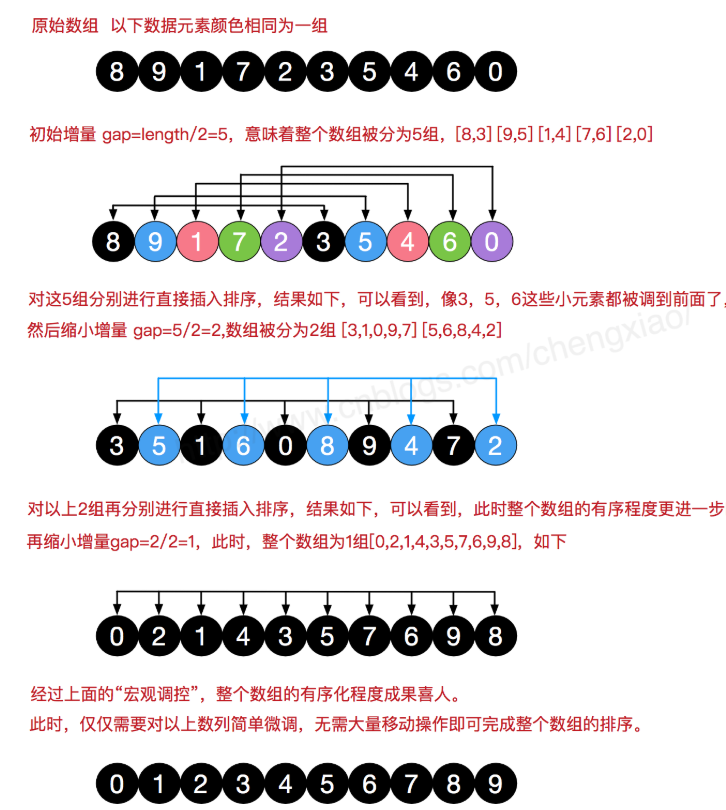 原始数组 以下数据元素颜色相同为一组
8 9 1 7 2 3 5 4 6 0
初始增量 gap=length/2=5，意味着整个数组被分为5组，[8,3] [9,5] [1,4] [7,6] [2,0]
8 9 1 7 2 3 5 4 6 0
对这5组分别进行直接插入排序，结果如下，可以看到，像3，5，6这些小元素都被调到前面了，
然后缩小增量 gap=5/2=2,数组被分为2组 [3,1,0,9,7] [5,6,8,4,2]
www.cnblogs.com/chengxiao/
3 5 1 6 0 8 9 4 7 2
对以上2组再分别进行直接插入排序，结果如下，可以看到，此时整个数组的有序程度更进一步
再缩小增量gap=2/2=1，此时，整个数组为1组[0,2,1,4,3,5,7,6,9,8]，如下
0 2 1 4 3 5 7 6 9 8
经过上面的“宏观调控”，整个数组的有序化程度成果喜人。
此时，仅仅需要对以上数列简单微调，无需大量移动操作即可完成整个数组的排序。
0 1 2 3 4 5 6 7 8 9